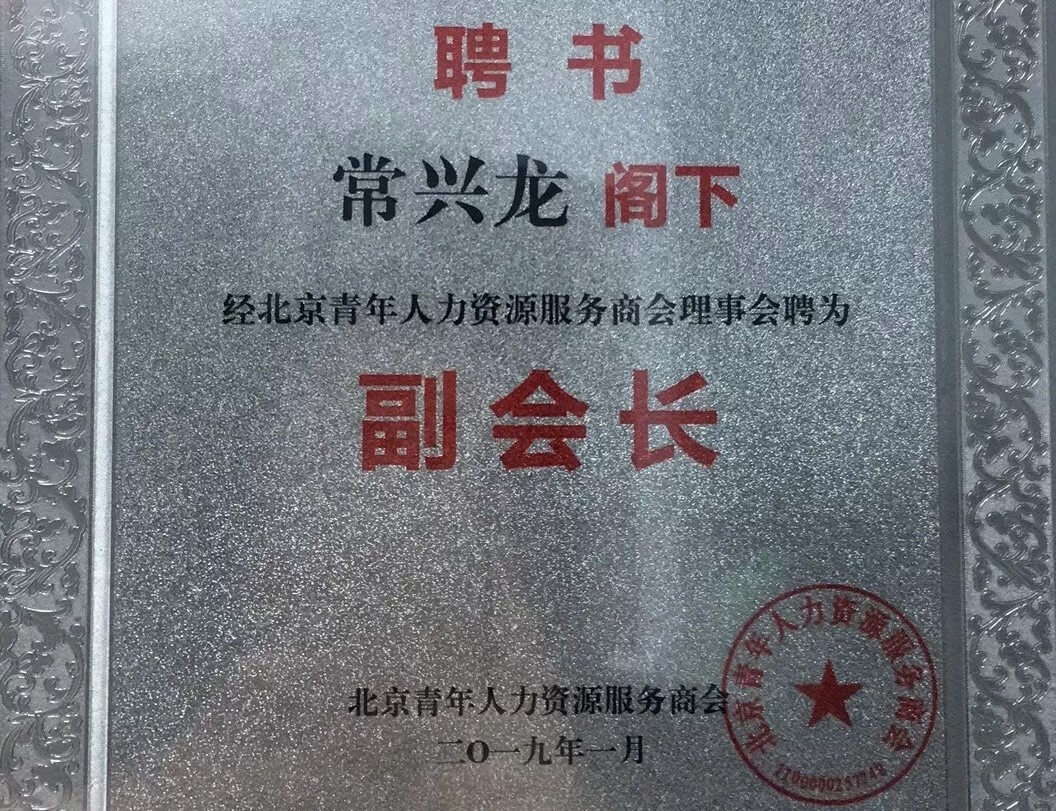 聘书
常兴龙 阁下
经北京青年人力资源服务商会理事会聘为
副会长
北京青年人力资源服务商会
二〇一九年一月
北京青年人力资源服务商会